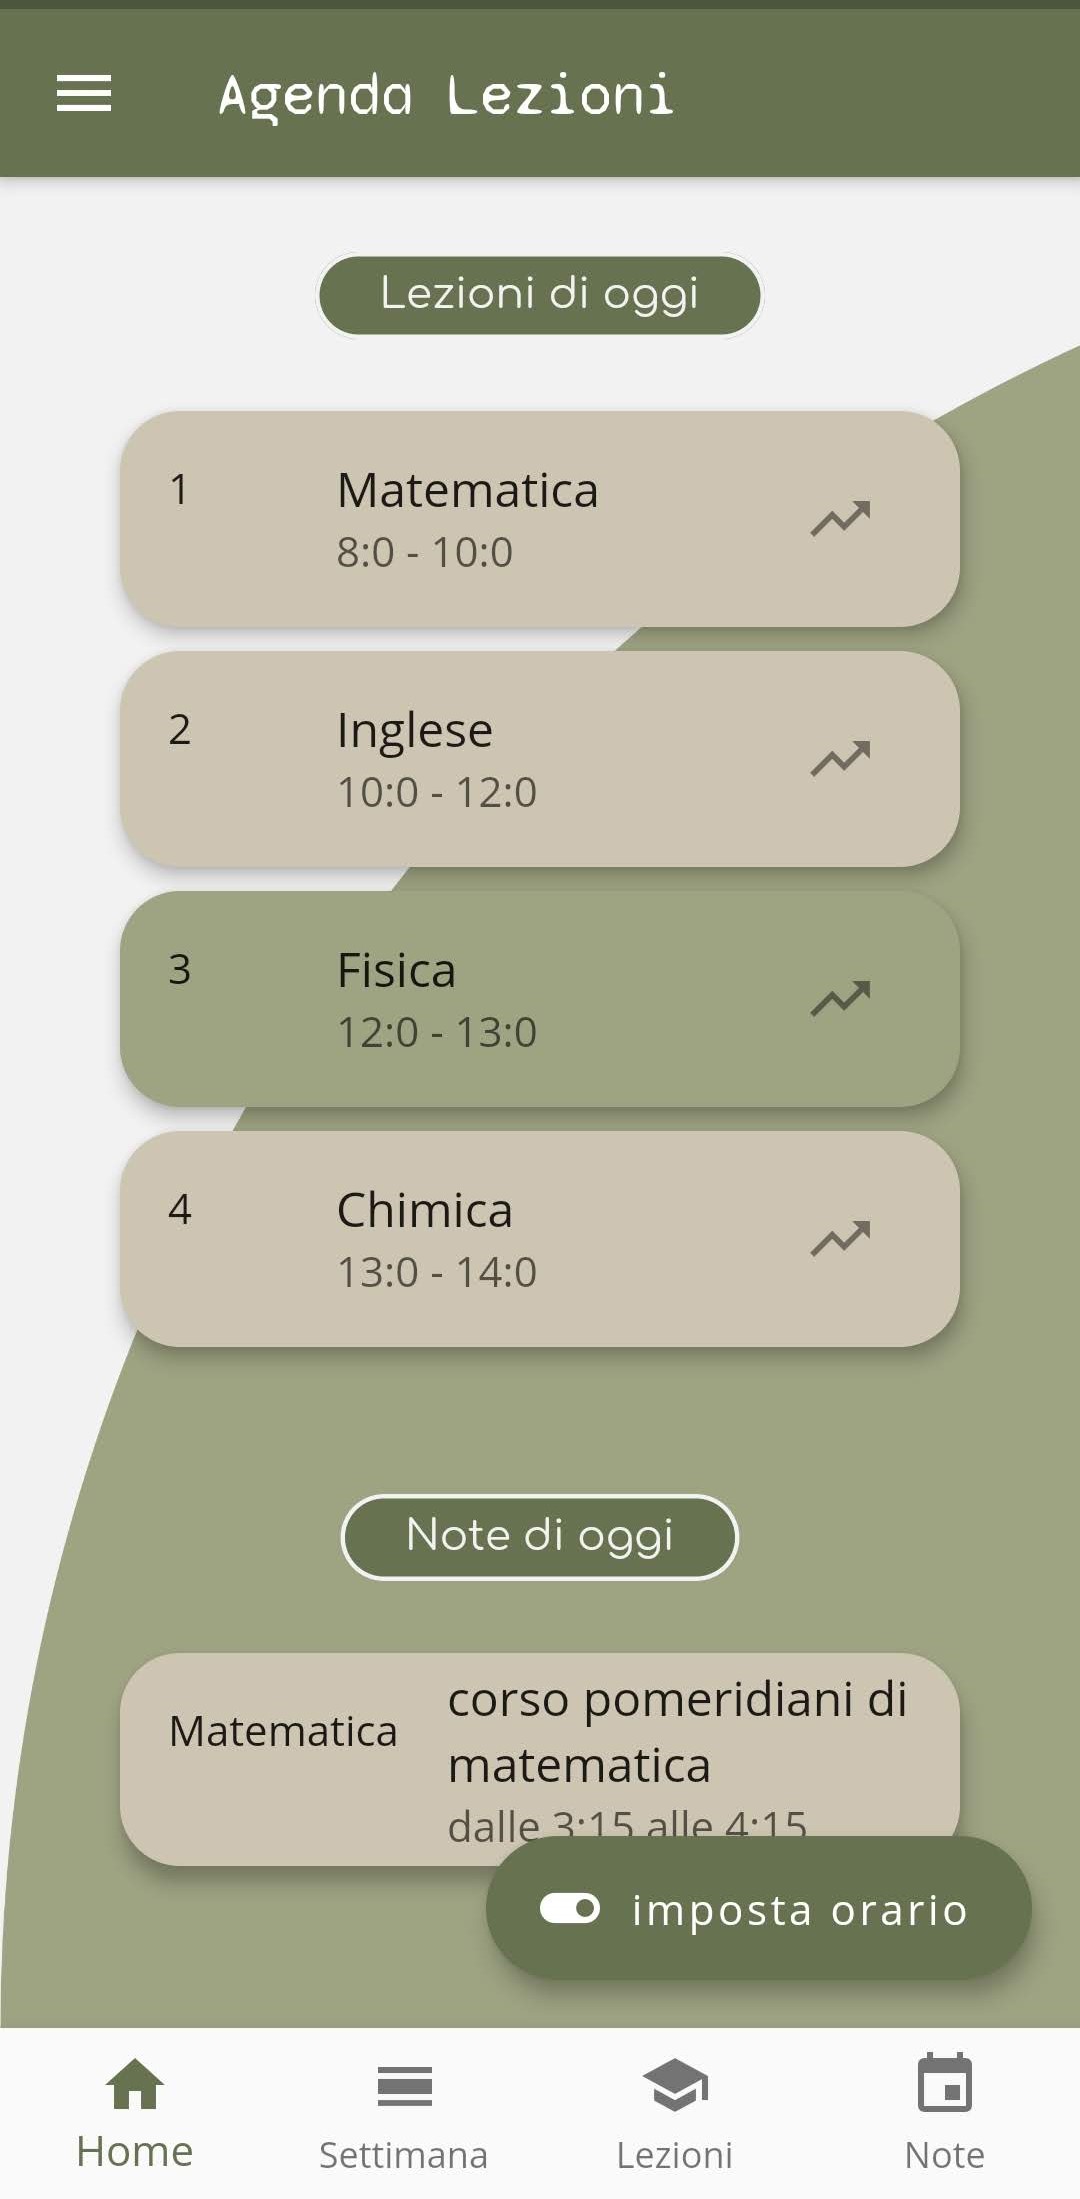 Agenda Lezioni
Lezioni di oggi
1
Matematica
8:0 - 10:0
2
Inglese
10:0 - 12:0
3
Fisica
12:0 - 13:0
4
Chimica
13:0 - 14:0
Note di oggi
Matematica
corso pomeridiani di
matematica
dalle 3:15 alle 4:15
imposta orario
Home
Settimana
Lezioni
Note